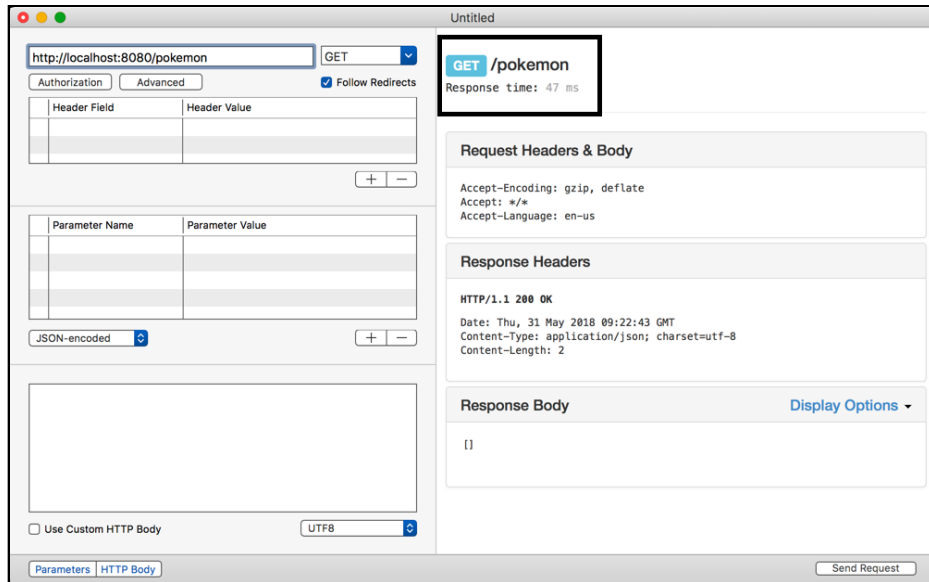 Untitled
http://localhost:8080/pokemon
GET
Authorization
Advanced
Follow Redirects
Header Field
Header Value
+
−
Parameter Name
Parameter Value
JSON-encoded
+
−
Use Custom HTTP Body
UTF8
Parameters
HTTP Body
GET /pokemon
Response time: 47 ms
Request Headers & Body
Accept-Encoding: gzip, deflate
Accept: */*
Accept-Language: en-us
Response Headers
HTTP/1.1 200 OK
Date: Thu, 31 May 2018 09:22:43 GMT
Content-Type: application/json; charset=utf-8
Content-Length: 2
Response Body
Display Options
[]
Send Request